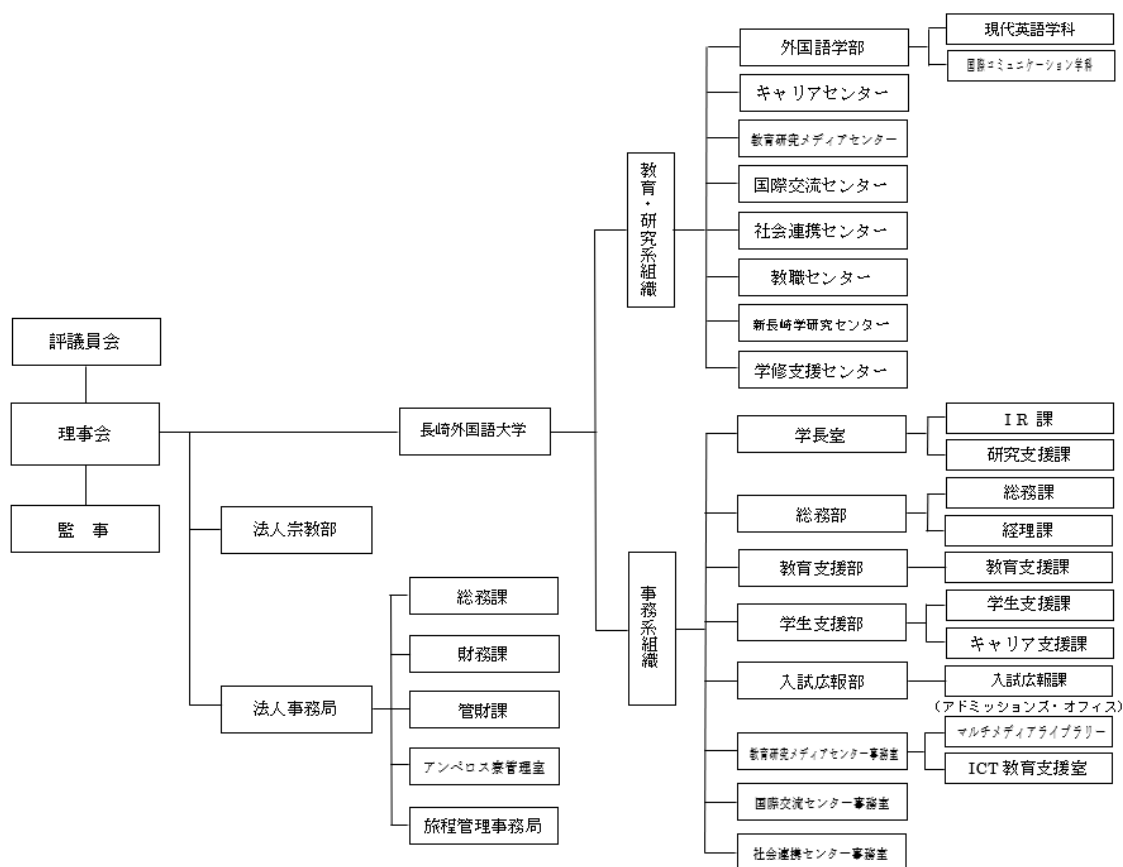 評議員会
理事会
監 事
長崎外国語大学
法人宗教部
法人事務局
総務課
財務課
管財課
アンペロス寮管理室
旅程管理事務局
教育・研究系組織
外国語学部
現代英語学科
国際コミュニケーション学科
キャリアセンター
教育研究メディアセンター
国際交流センター
社会連携センター
教職センター
新長崎学研究センター
学修支援センター
事務系組織
学長室
IR 課
研究支援課
総務部
総務課
経理課
教育支援部
教育支援課
学生支援部
学生支援課
キャリア支援課
入試広報部
入試広報課
(アドミッションズ・オフィス)
教育研究メディアセンター事務室
マルチメディアライブラリー
ICT 教育支援室
国際交流センター事務室
社会連携センター事務室